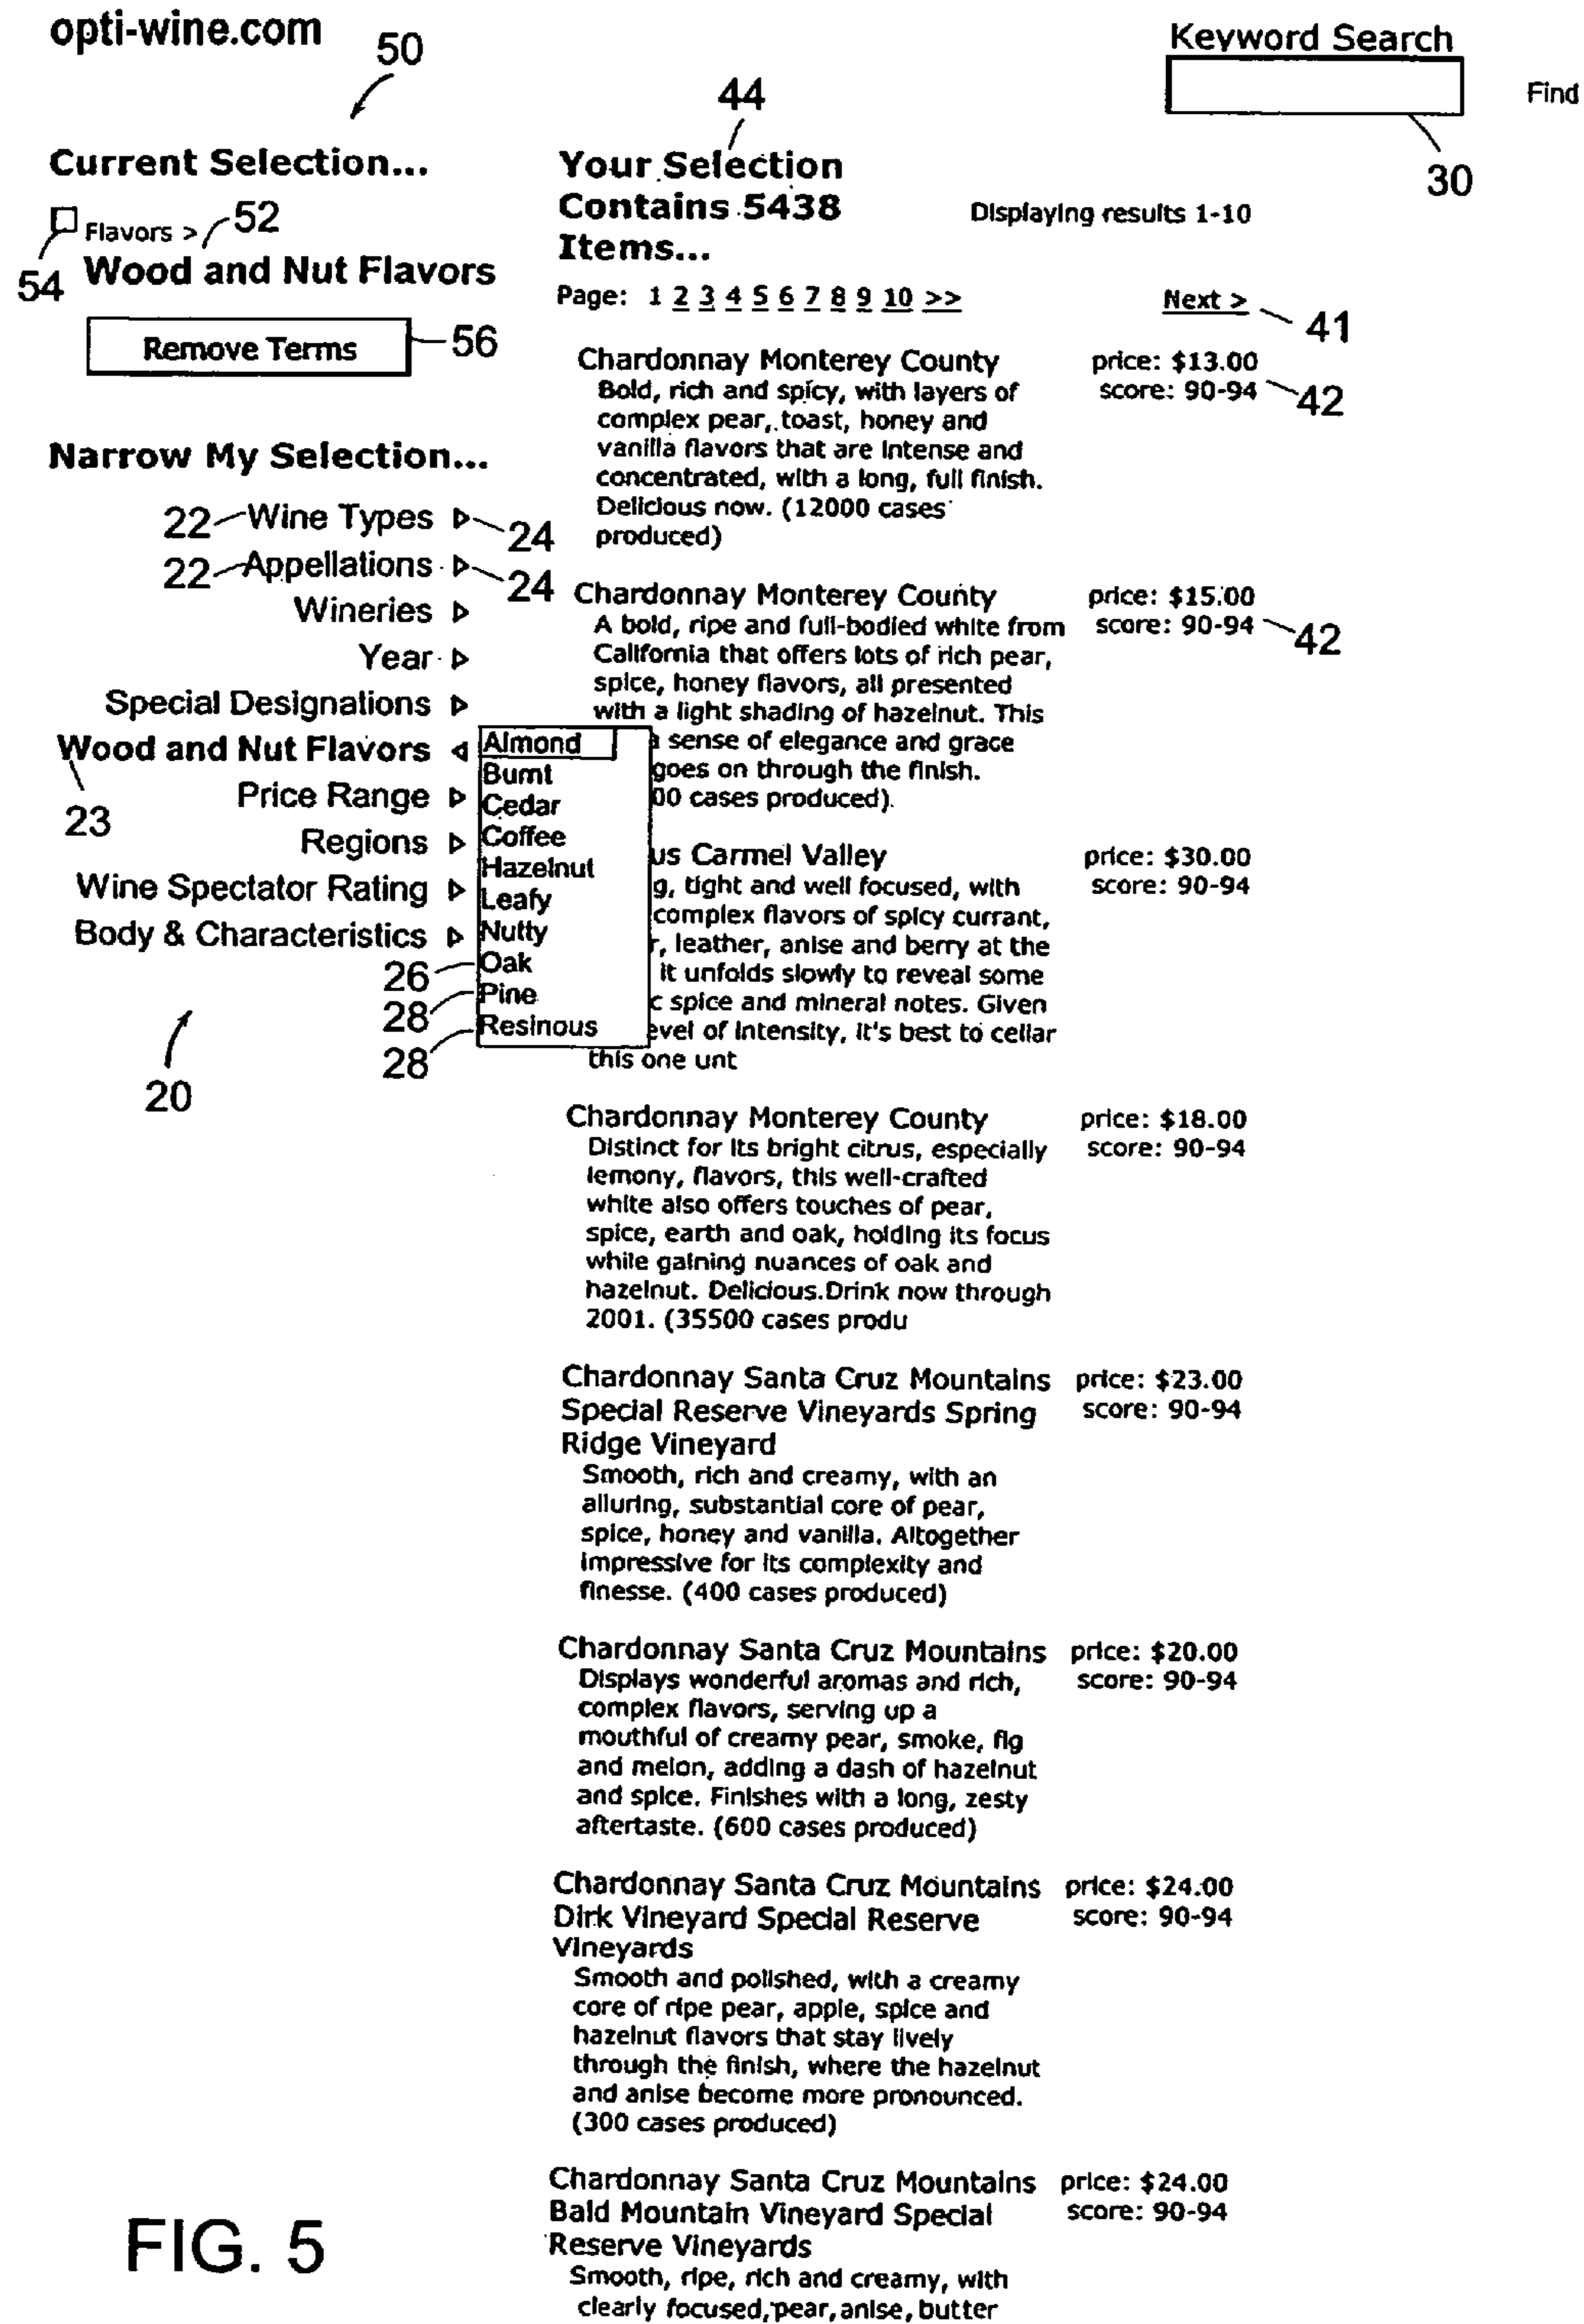 opti-wine.com
50
Keyword Search
Find
30
Current Selection...
Flavors >
52
54
Wood and Nut Flavors
Remove Terms
56
Narrow My Selection...
22 Wine Types 24
22 Appellations 24
Wineries
Year
Special Designations
Wood and Nut Flavors
23
Price Range
Regions
Wine Spectator Rating
Body & Characteristics
20
Almond
Burnt
Cedar
Coffee
Hazelnut
Leafy
Nutty
26 Oak
28 Pine
28 Resinous
44
Your Selection
Contains 5438
Items...
Displaying results 1-10
Page: 1 2 3 4 5 6 7 8 9 10 >>
Next >
41
Chardonnay Monterey County
price: $13.00
score: 90-94
42
Bold, rich and spicy, with layers of
complex pear, toast, honey and
vanilla flavors that are intense and
concentrated, with a long, full finish.
Delicious now. (12000 cases
produced)
Chardonnay Monterey County
price: $15.00
score: 90-94
42
A bold, ripe and full-bodied white from
California that offers lots of rich pear,
spice, honey flavors, all presented
with a light shading of hazelnut. This
a sense of elegance and grace
goes on through the finish.
00 cases produced).
us Carmel Valley
price: $30.00
score: 90-94
g, tight and well focused, with
complex flavors of spicy currant,
r, leather, anise and berry at the
it unfolds slowly to reveal some
c spice and mineral notes. Given
evel of intensity, it's best to cellar
this one unt
Chardonnay Monterey County
price: $18.00
score: 90-94
Distinct for its bright citrus, especially
lemony, flavors, this well-crafted
white also offers touches of pear,
spice, earth and oak, holding its focus
while gaining nuances of oak and
hazelnut. Delicious.Drink now through
2001. (35500 cases produ
Chardonnay Santa Cruz Mountains
Special Reserve Vineyards Spring
Ridge Vineyard
price: $23.00
score: 90-94
Smooth, rich and creamy, with an
alluring, substantial core of pear,
spice, honey and vanilla. Altogether
impressive for its complexity and
finesse. (400 cases produced)
Chardonnay Santa Cruz Mountains
price: $20.00
score: 90-94
Displays wonderful aromas and rich,
complex flavors, serving up a
mouthful of creamy pear, smoke, fig
and melon, adding a dash of hazelnut
and spice. Finishes with a long, zesty
aftertaste. (600 cases produced)
Chardonnay Santa Cruz Mountains
Dirk Vineyard Special Reserve
Vineyards
price: $24.00
score: 90-94
Smooth and polished, with a creamy
core of ripe pear, apple, spice and
hazelnut flavors that stay lively
through the finish, where the hazelnut
and anise become more pronounced.
(300 cases produced)
Chardonnay Santa Cruz Mountains
Bald Mountain Vineyard Special
Reserve Vineyards
price: $24.00
score: 90-94
Smooth, ripe, rich and creamy, with
clearly focused, pear, anise, butter
FIG. 5